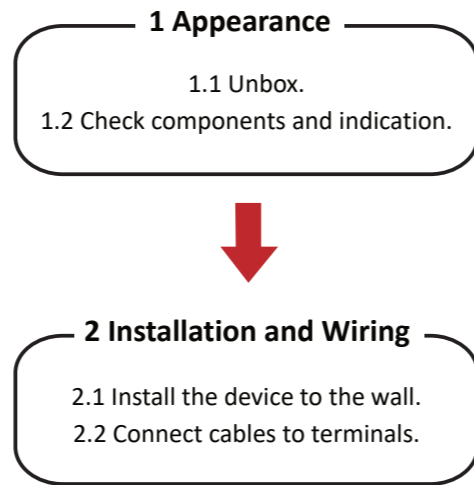 1 Appearance
1.1 Unbox.
1.2 Check components and indication.
2 Installation and Wiring
2.1 Install the device to the wall.
2.2 Connect cables to terminals.